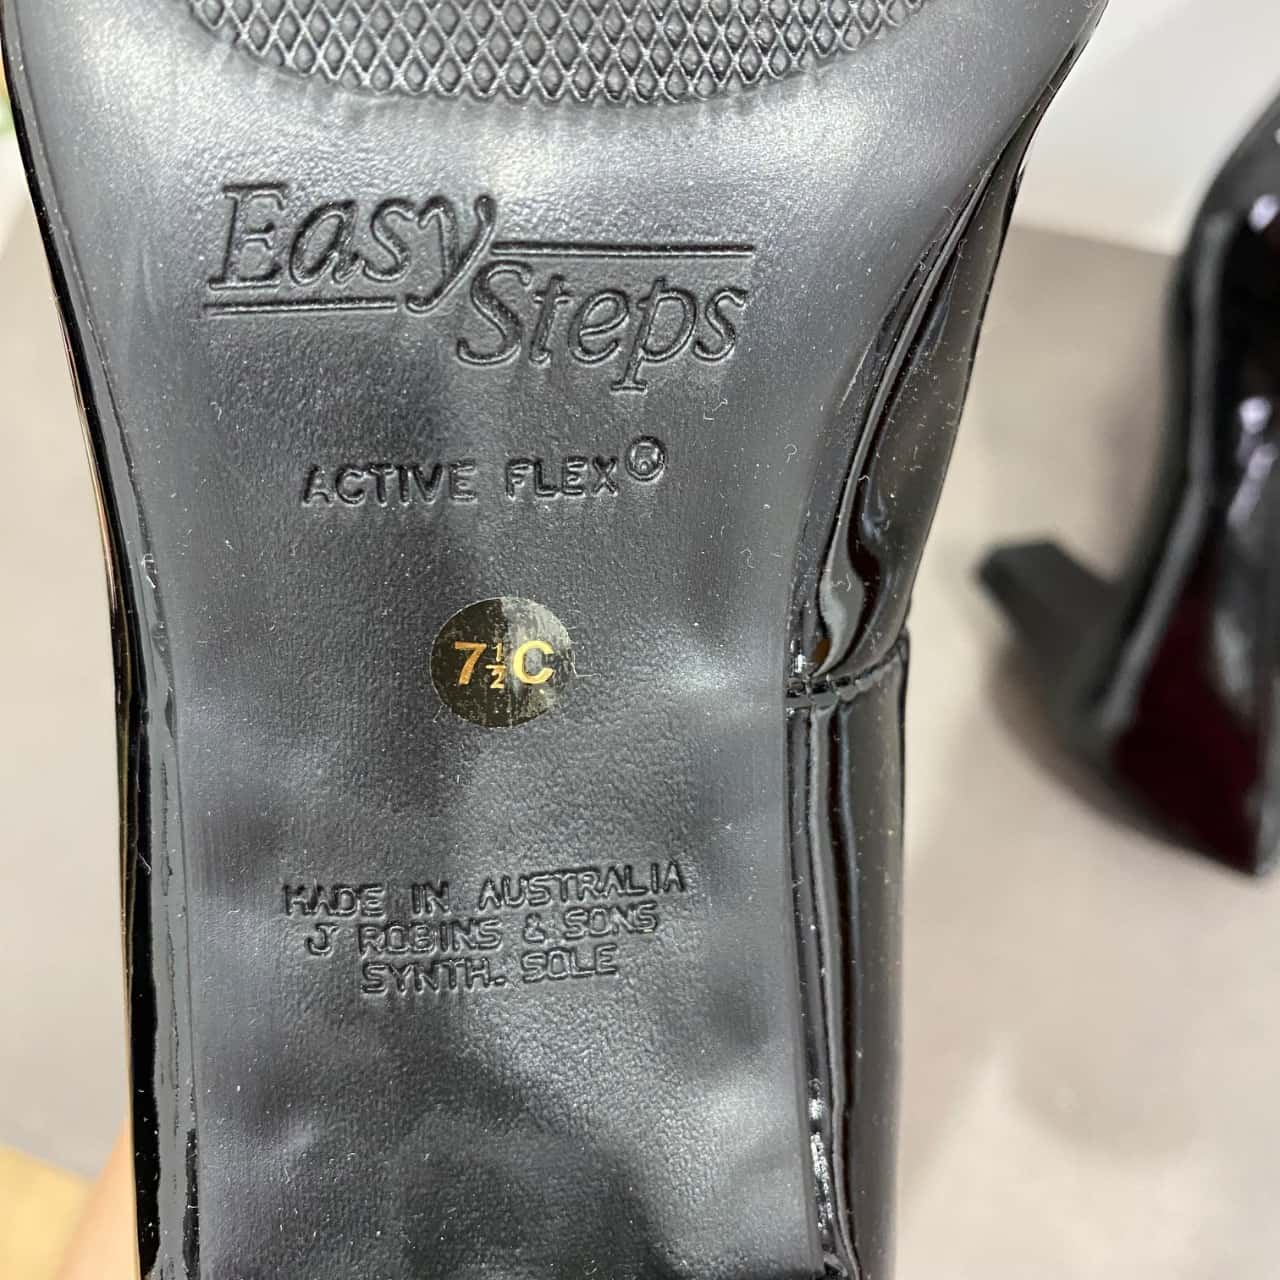 Easy
Steps
ACTIVE FLEX®
7½C
MADE IN AUSTRALIA
J ROBINS & SONS
SYNTH. SOLE